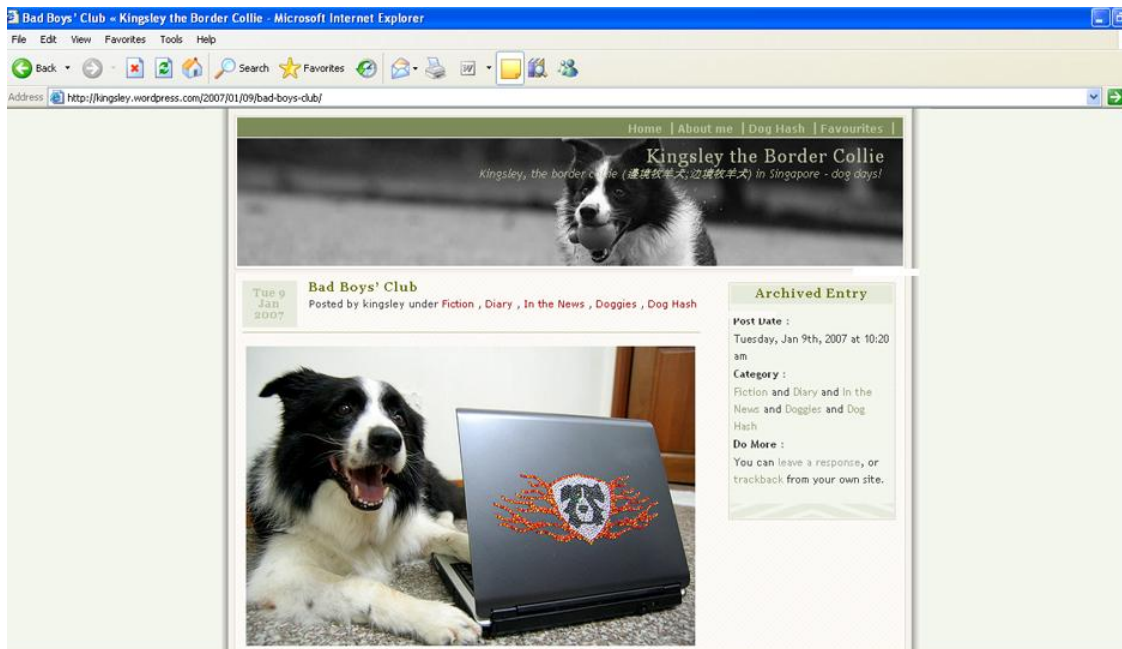 Bad Boys' Club « Kingsley the Border Collie - Microsoft Internet Explorer
File Edit View Favorites Tools Help
Back Search Favorites
Address http://kingsley.wordpress.com/2007/01/09/bad-boys-club/
Home | About me | Dog Hash | Favourites |
Kingsley the Border Collie
Kingsley, the border collie (邊境牧羊犬;边境牧羊犬) in Singapore - dog days!
Tue 9
Jan
2007
Bad Boys' Club
Posted by kingsley under Fiction , Diary , In the News , Doggies , Dog Hash
Archived Entry
Post Date :
Tuesday, Jan 9th, 2007 at 10:20
am
Category :
Fiction and Diary and In the
News and Doggies and Dog
Hash
Do More :
You can leave a response, or
trackback from your own site.